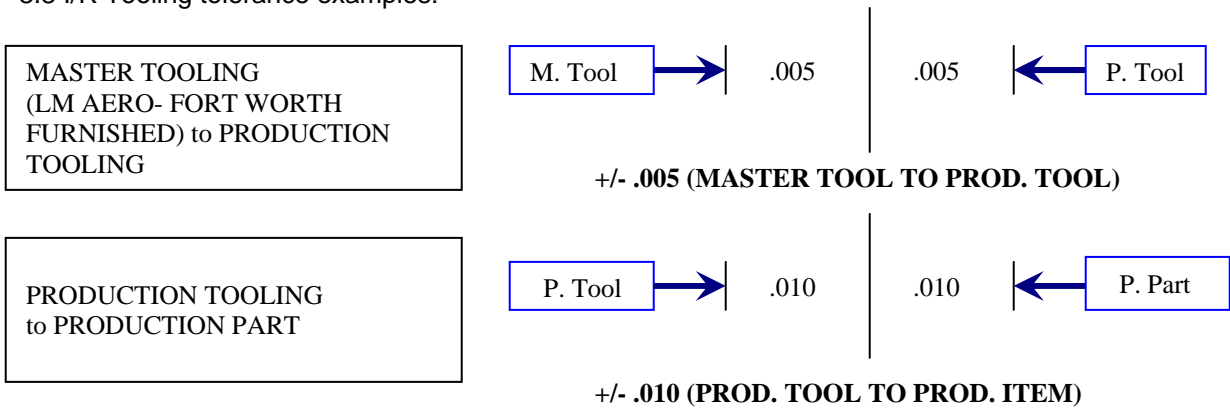 MASTER TOOLING
(LM AERO- FORT WORTH
FURNISHED) to PRODUCTION
TOOLING
M. Tool .005 .005 P. Tool
+/- .005 (MASTER TOOL TO PROD. TOOL)
PRODUCTION TOOLING
to PRODUCTION PART
P. Tool .010 .010 P. Part
+/- .010 (PROD. TOOL TO PROD. ITEM)